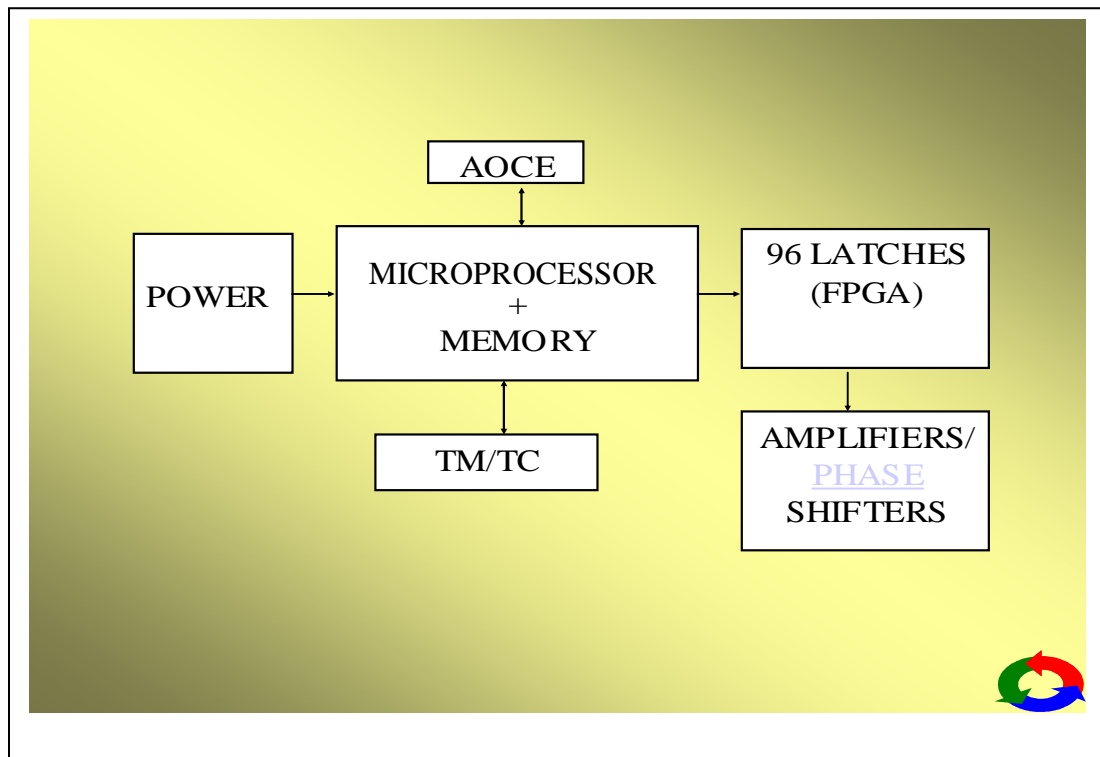 AOCE
POWER
MICROPROCESSOR
+
MEMORY
96 LATCHES
(FPGA)
TM/TC
AMPLIFIERS/
PHASE
SHIFTERS